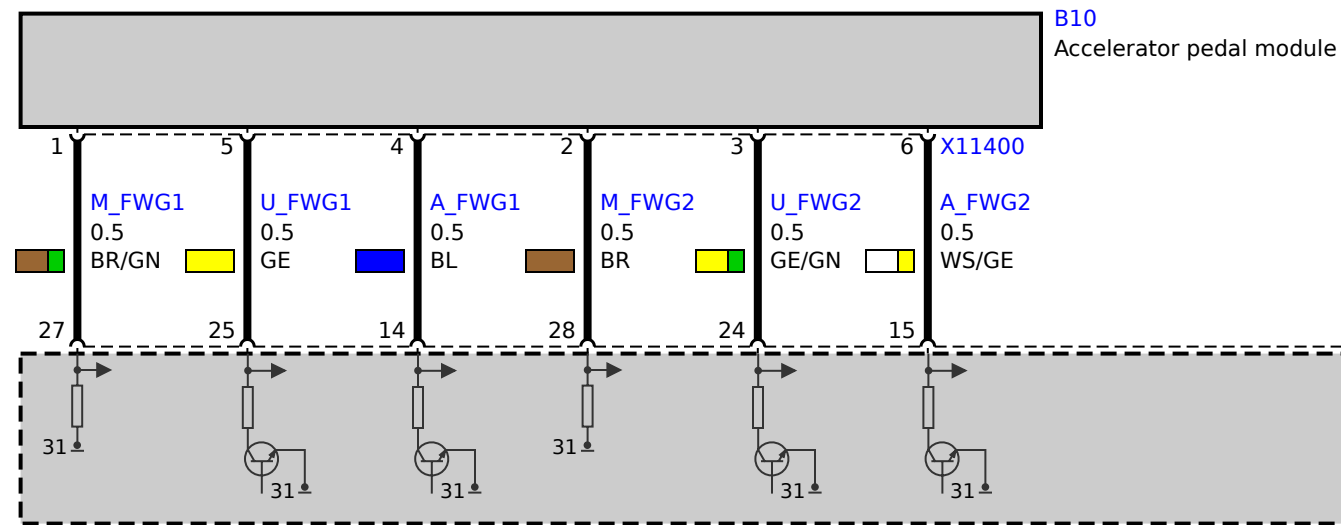 B10
Accelerator pedal module
1 5 4 2 3 6 X11400
M_FWG1 U_FWG1 A_FWG1 M_FWG2 U_FWG2 A_FWG2
0.5 0.5 0.5 0.5 0.5 0.5
BR/GN GE BL BR GE/GN WS/GE
27 25 14 28 24 15
31 31
31 31 31 31